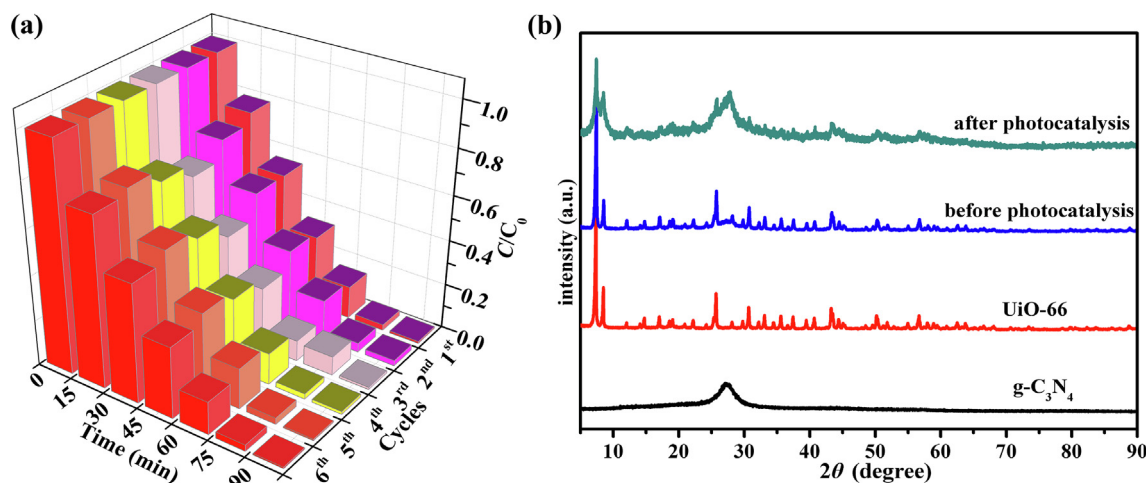 (a)
1.0
0.8
0.6
0.4
0.2
0.0
C/C0
0
15
30
45
60
75
90
Time (min)
6th
5th
4th
3rd
2nd
1st
Cycles
(b)
after photocatalysis
before photocatalysis
UiO-66
g-C3N4
intensity (a.u.)
10 20 30 40 50 60 70 80 90
2θ (degree)